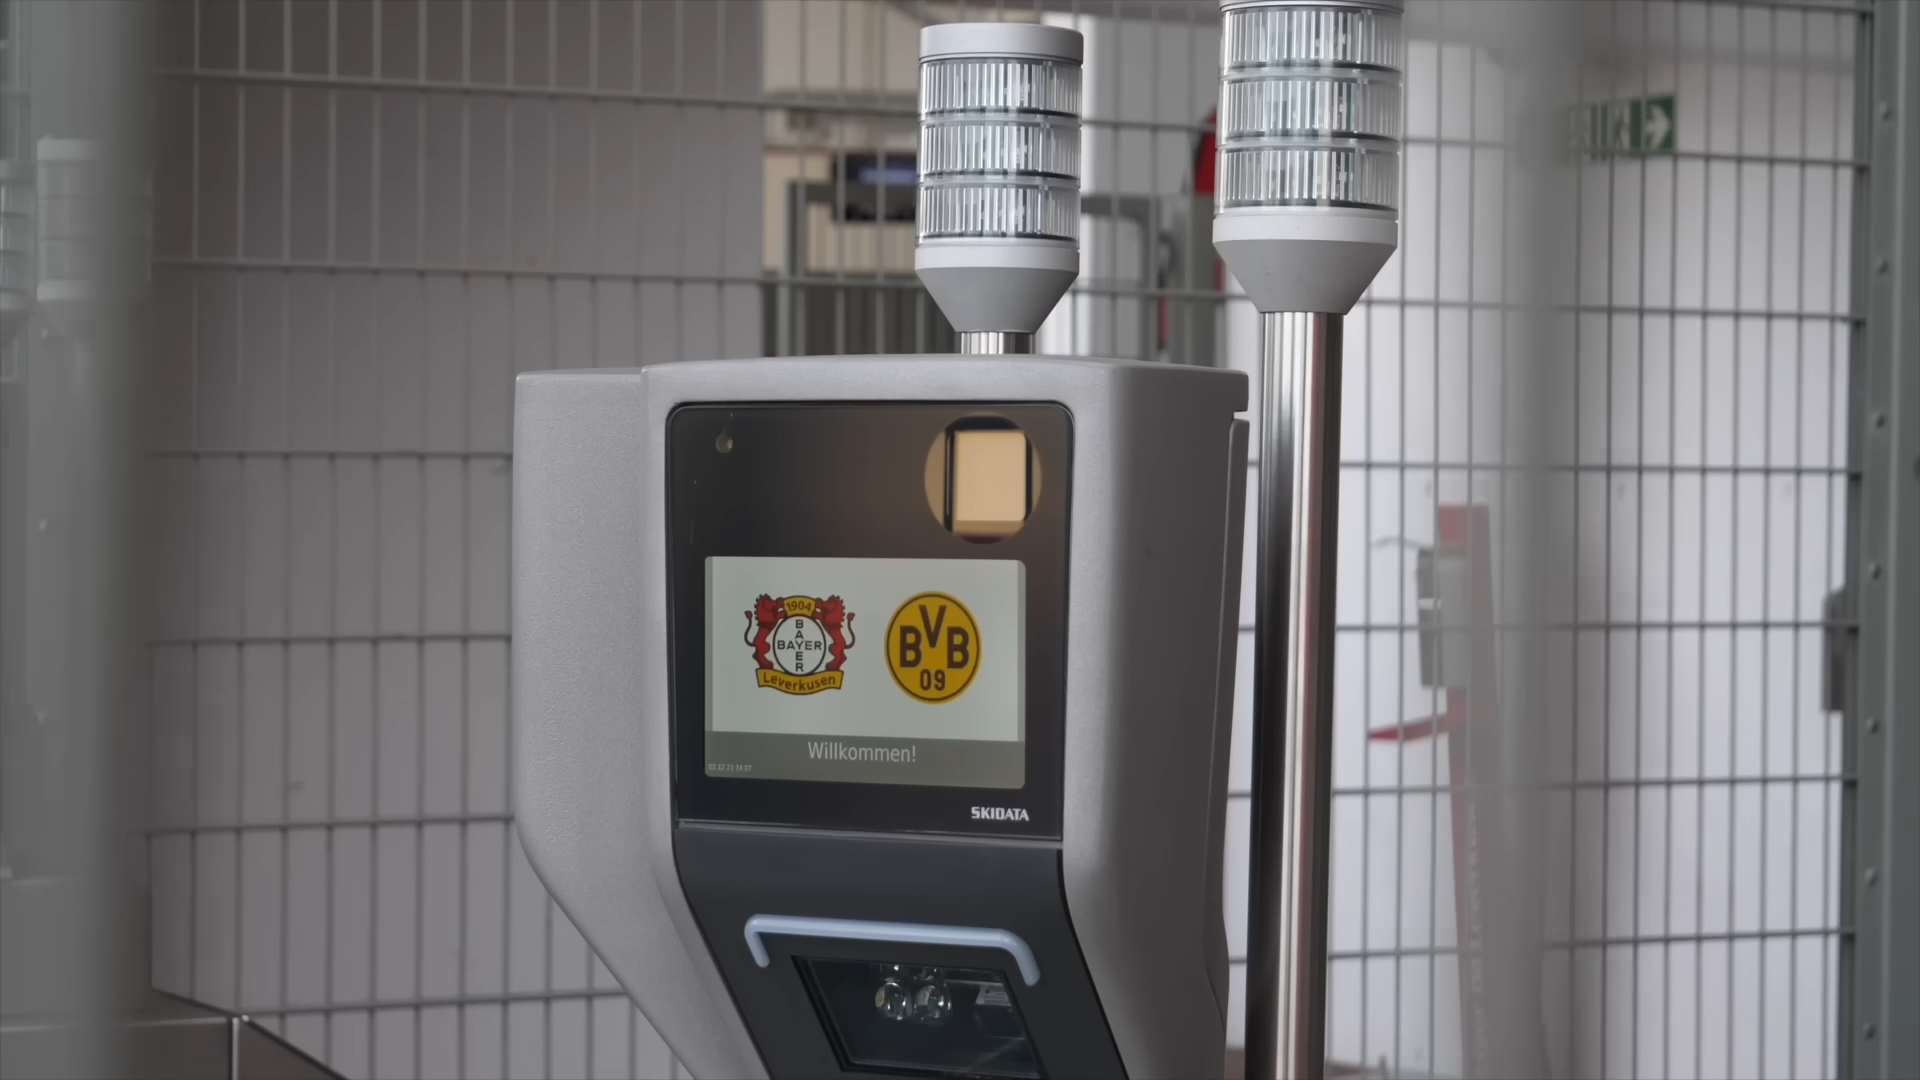 1904
BAYER
BAYER
Leverkusen
BVB
09
Willkommen!
SKIDATA